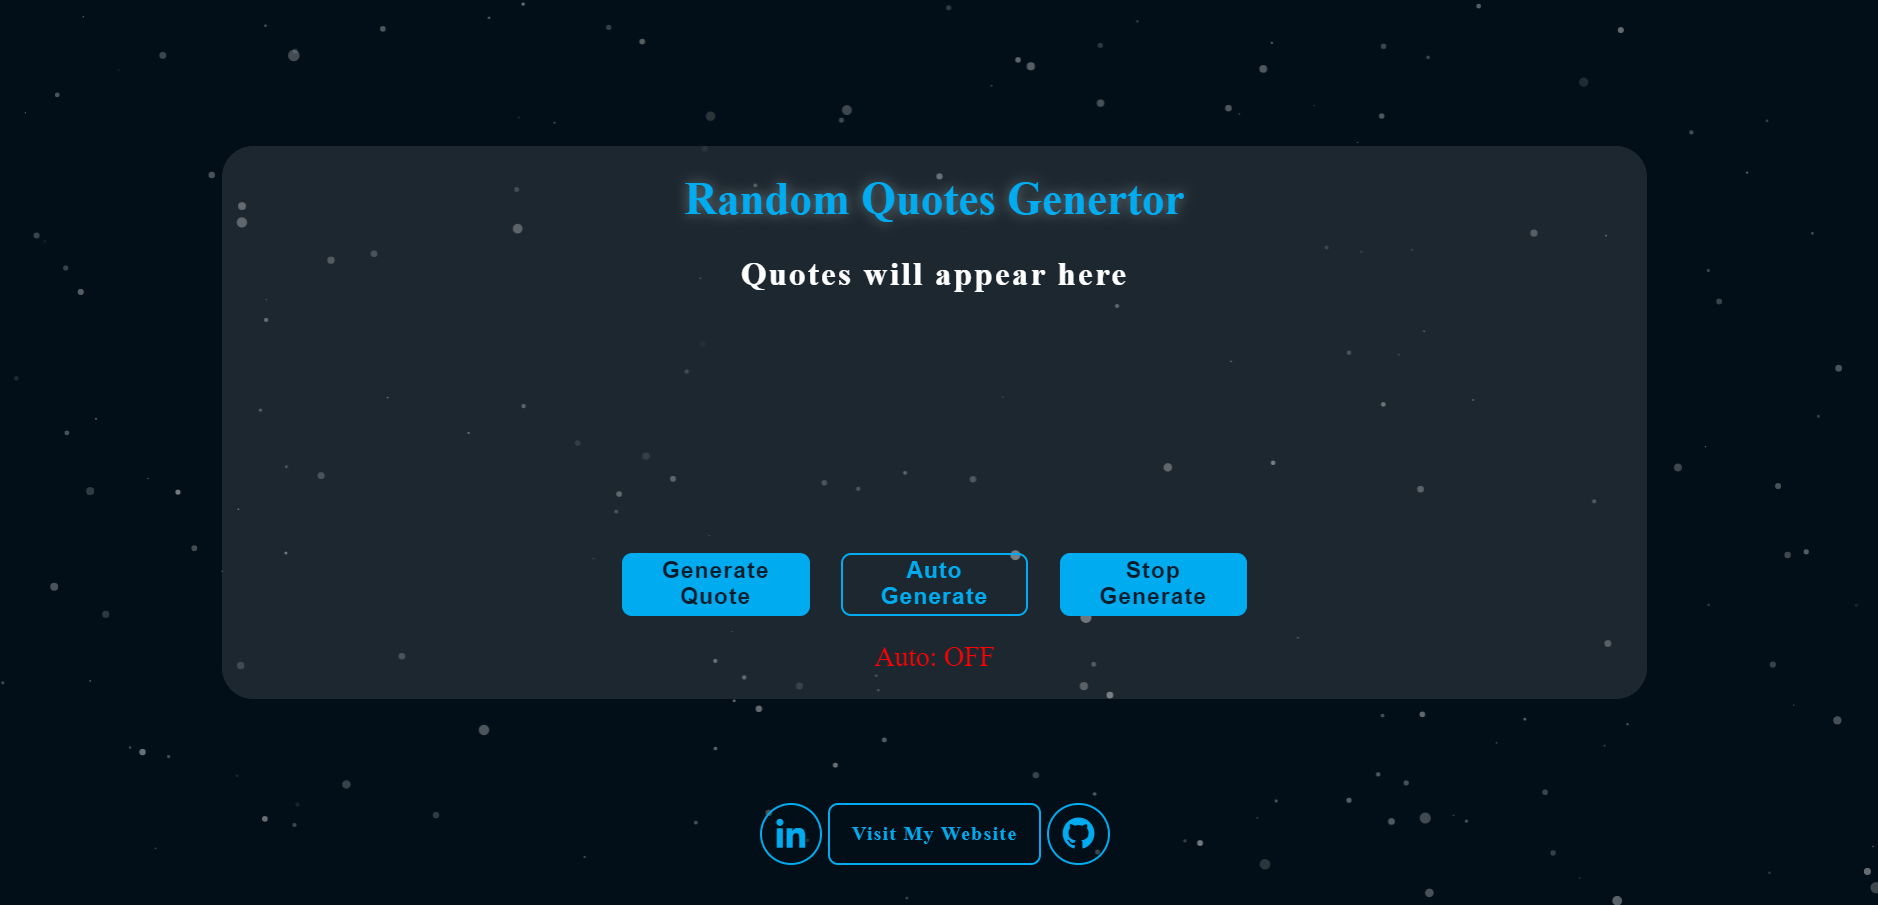 Random Quotes Genertor
Quotes will appear here
Generate
Quote
Auto
Generate
Stop
Generate
Auto: OFF
in
Visit My Website